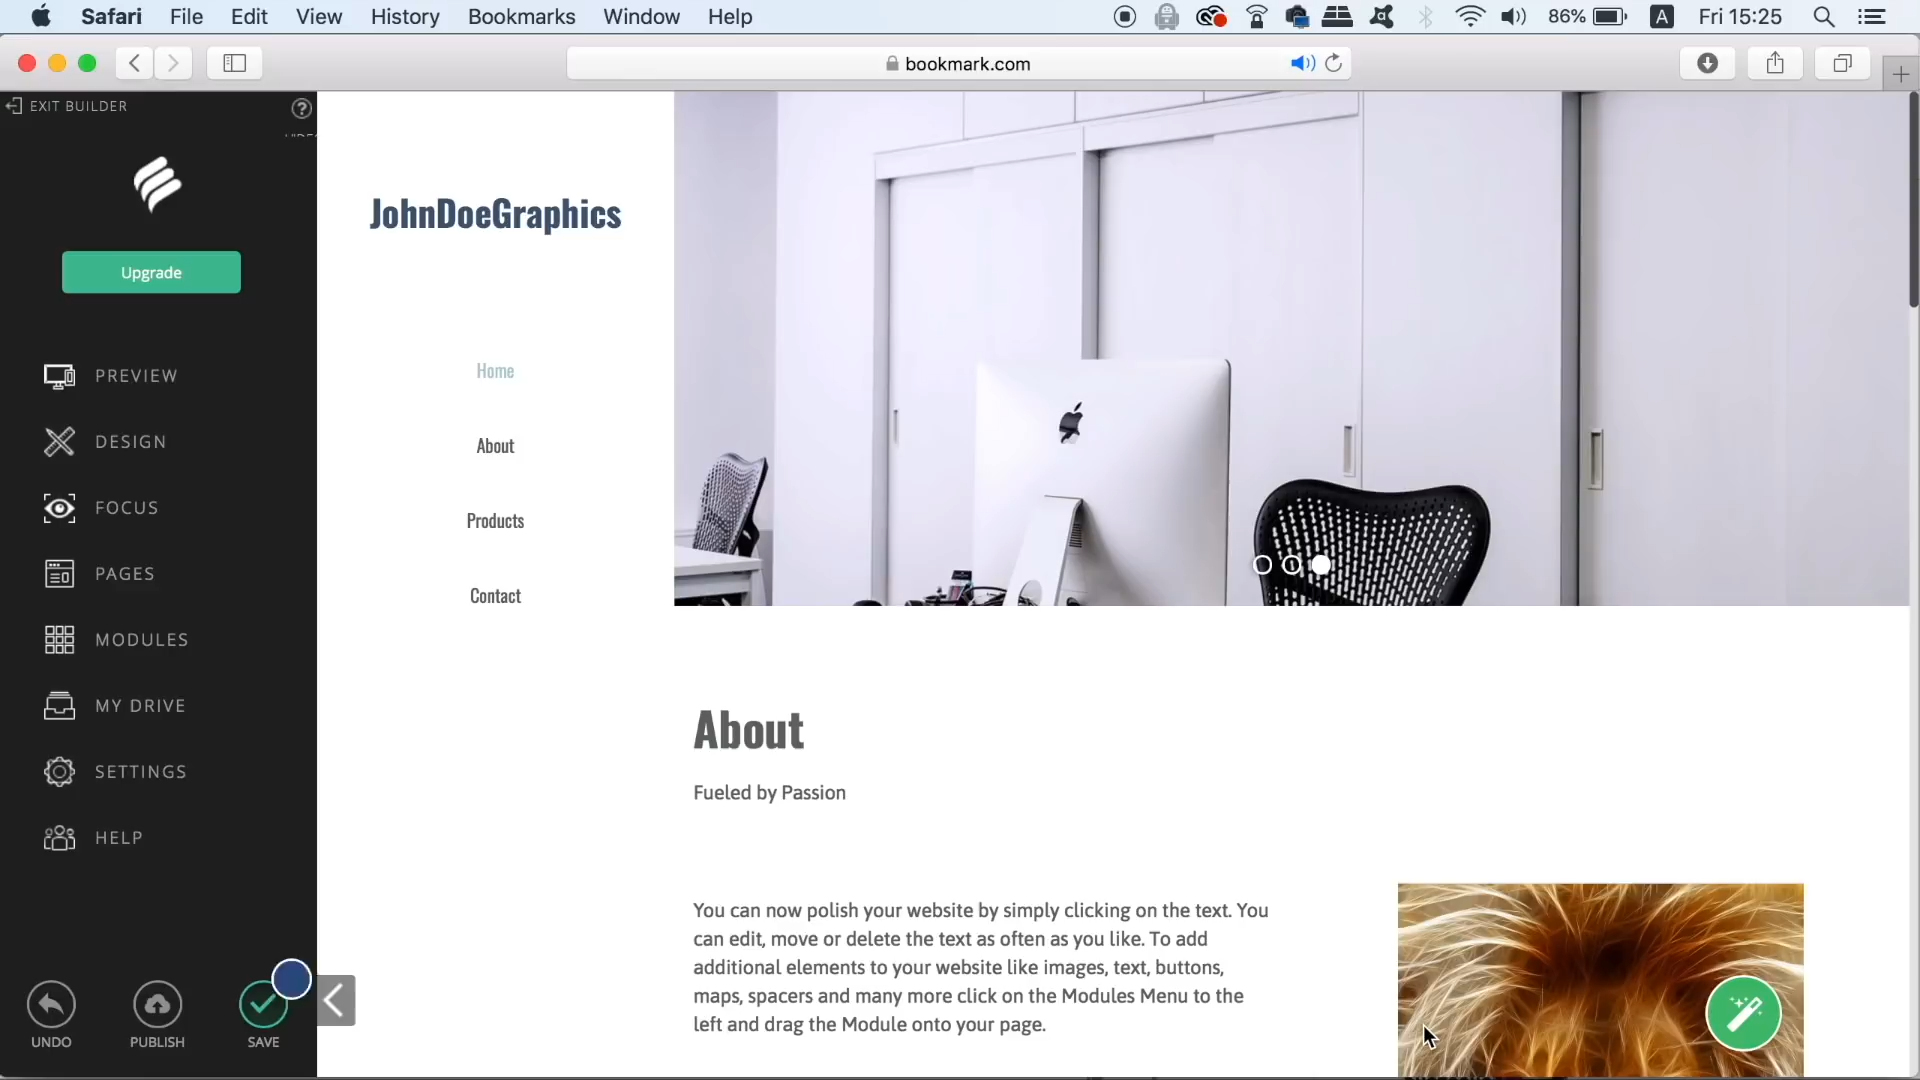 Safari File Edit View History Bookmarks Window Help 86% A Fri 15:25
bookmark.com
EXIT BUILDER
Upgrade
PREVIEW
DESIGN
FOCUS
PAGES
MODULES
MY DRIVE
SETTINGS
HELP
UNDO PUBLISH SAVE
JohnDoeGraphics
Home
About
Products
Contact
About
Fueled by Passion
You can now polish your website by simply clicking on the text. You
can edit, move or delete the text as often as you like. To add
additional elements to your website like images, text, buttons,
maps, spacers and many more click on the Modules Menu to the
left and drag the Module onto your page.